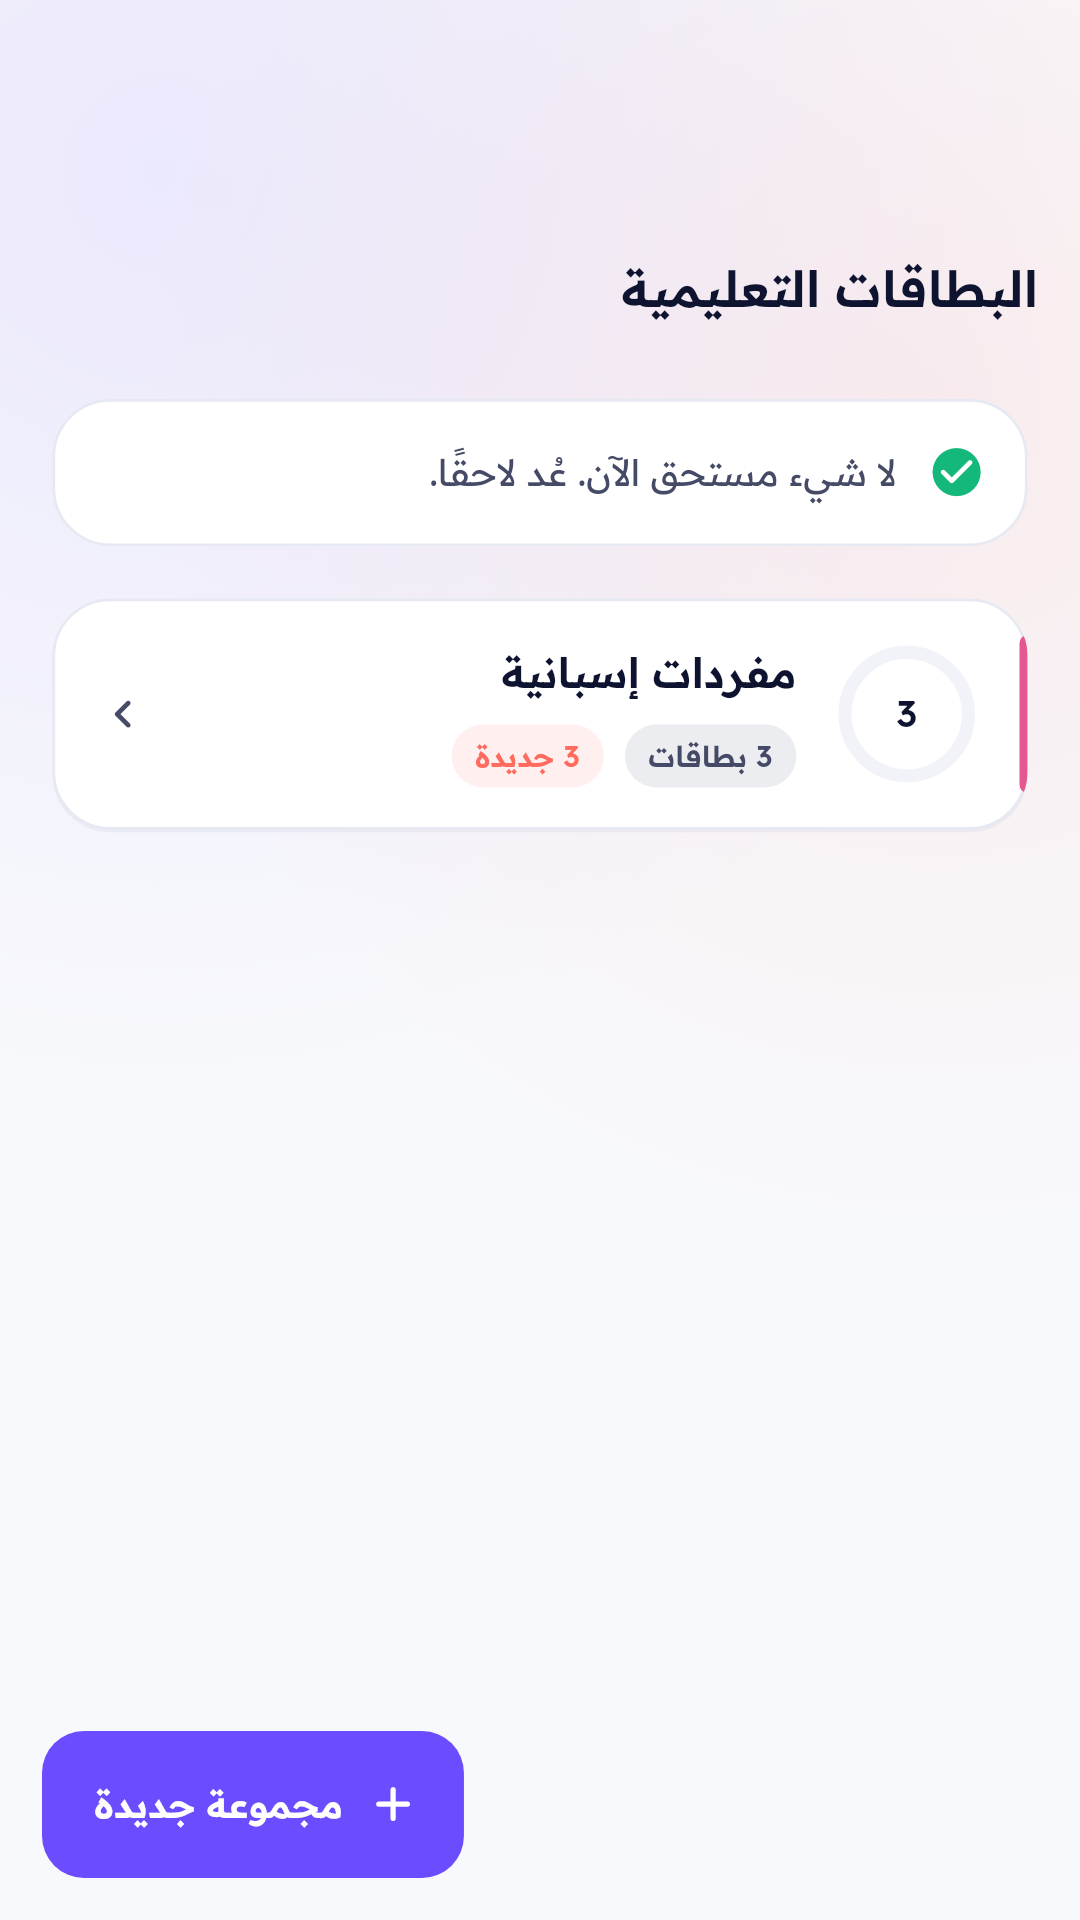 البطاقات التعليمية
لا شيء مستحق الآن. عُد لاحقًا.
3
مفردات إسبانية
3 بطاقات
3 جديدة
مجموعة جديدة